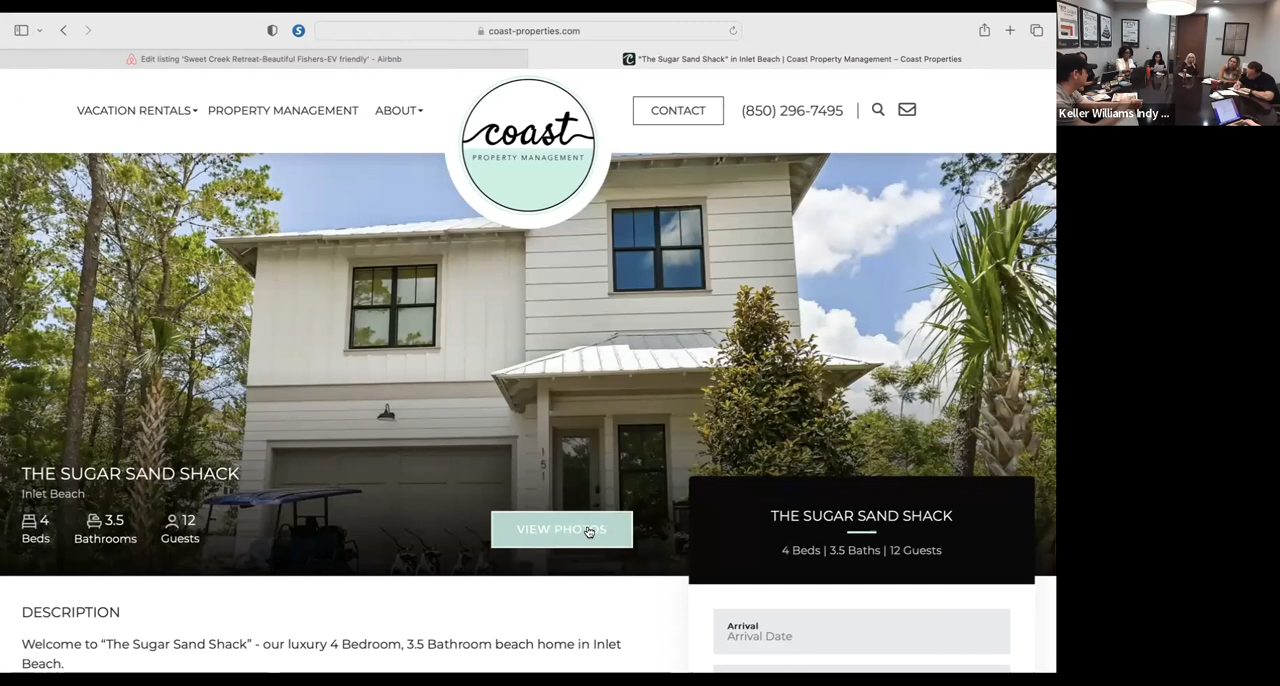 coast-properties.com
Edit listing 'Sweet Creek Retreat-Beautiful Fishers-EV friendly' - Airbnb
"The Sugar Sand Shack" in Inlet Beach | Coast Property Management – Coast Properties
Keller Williams Indy ...
VACATION RENTALS
PROPERTY MANAGEMENT
ABOUT
coast
PROPERTY MANAGEMENT
CONTACT
(850) 296-7495
151
THE SUGAR SAND SHACK
Inlet Beach
4 Beds
3.5 Bathrooms
12 Guests
VIEW PHOTOS
THE SUGAR SAND SHACK
4 Beds | 3.5 Baths | 12 Guests
DESCRIPTION
Welcome to “The Sugar Sand Shack” - our luxury 4 Bedroom, 3.5 Bathroom beach home in Inlet
Beach.
Arrival
Arrival Date